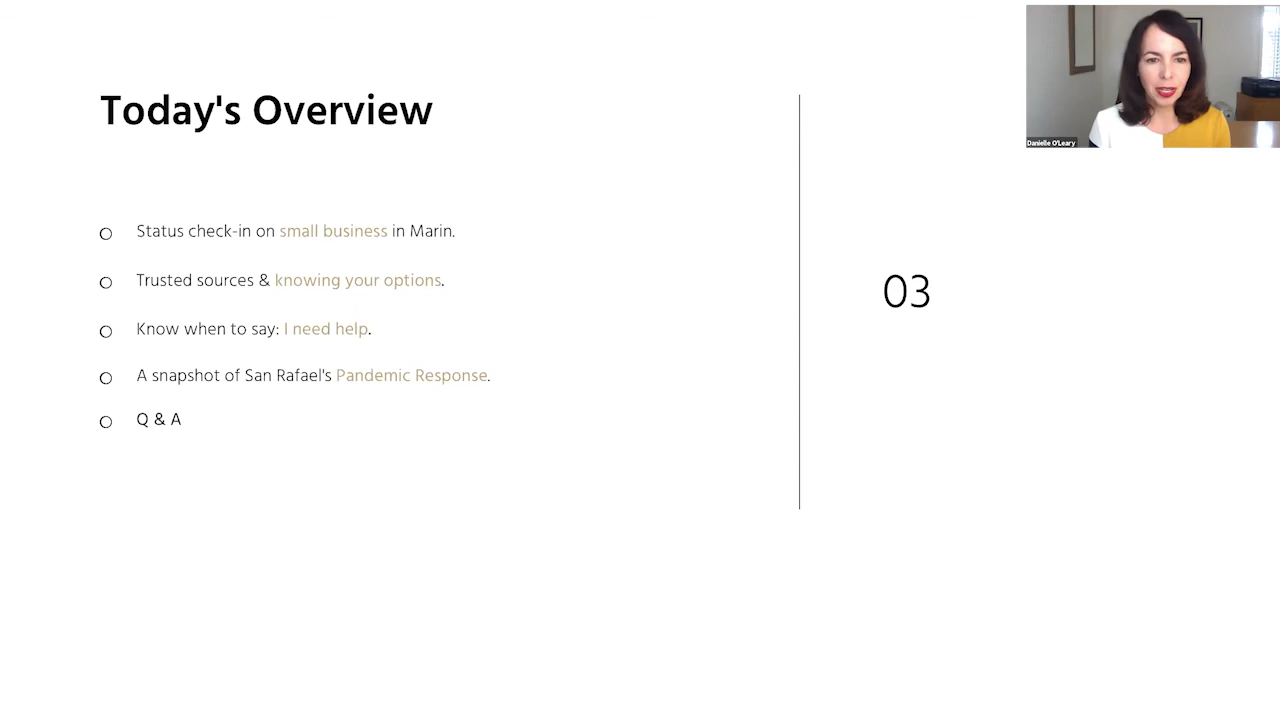 Today's Overview
Status check-in on small business in Marin.
Trusted sources & knowing your options.
Know when to say: I need help.
A snapshot of San Rafael's Pandemic Response.
Q & A
03
Danielle O'Leary